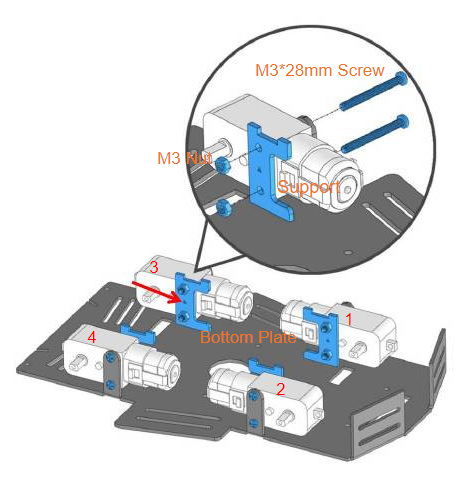 M3*28mm Screw
M3 Nut
Support
3
1
Bottom Plate
4
2